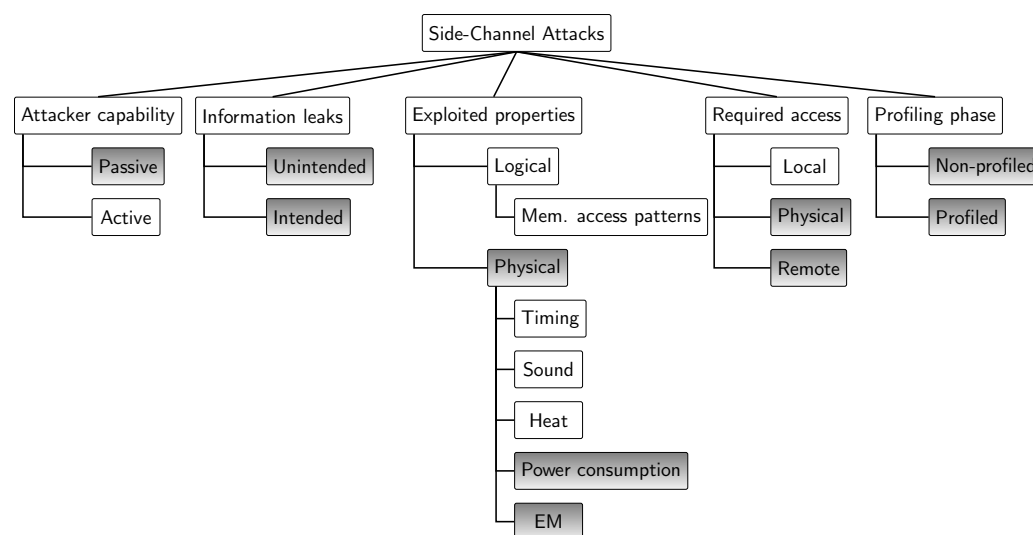 Side-Channel Attacks
Attacker capability
Information leaks
Exploited properties
Required access
Profiling phase
Passive
Unintended
Logical
Local
Non-profiled
Active
Intended
Mem. access patterns
Physical
Profiled
Physical
Remote
Timing
Sound
Heat
Power consumption
EM